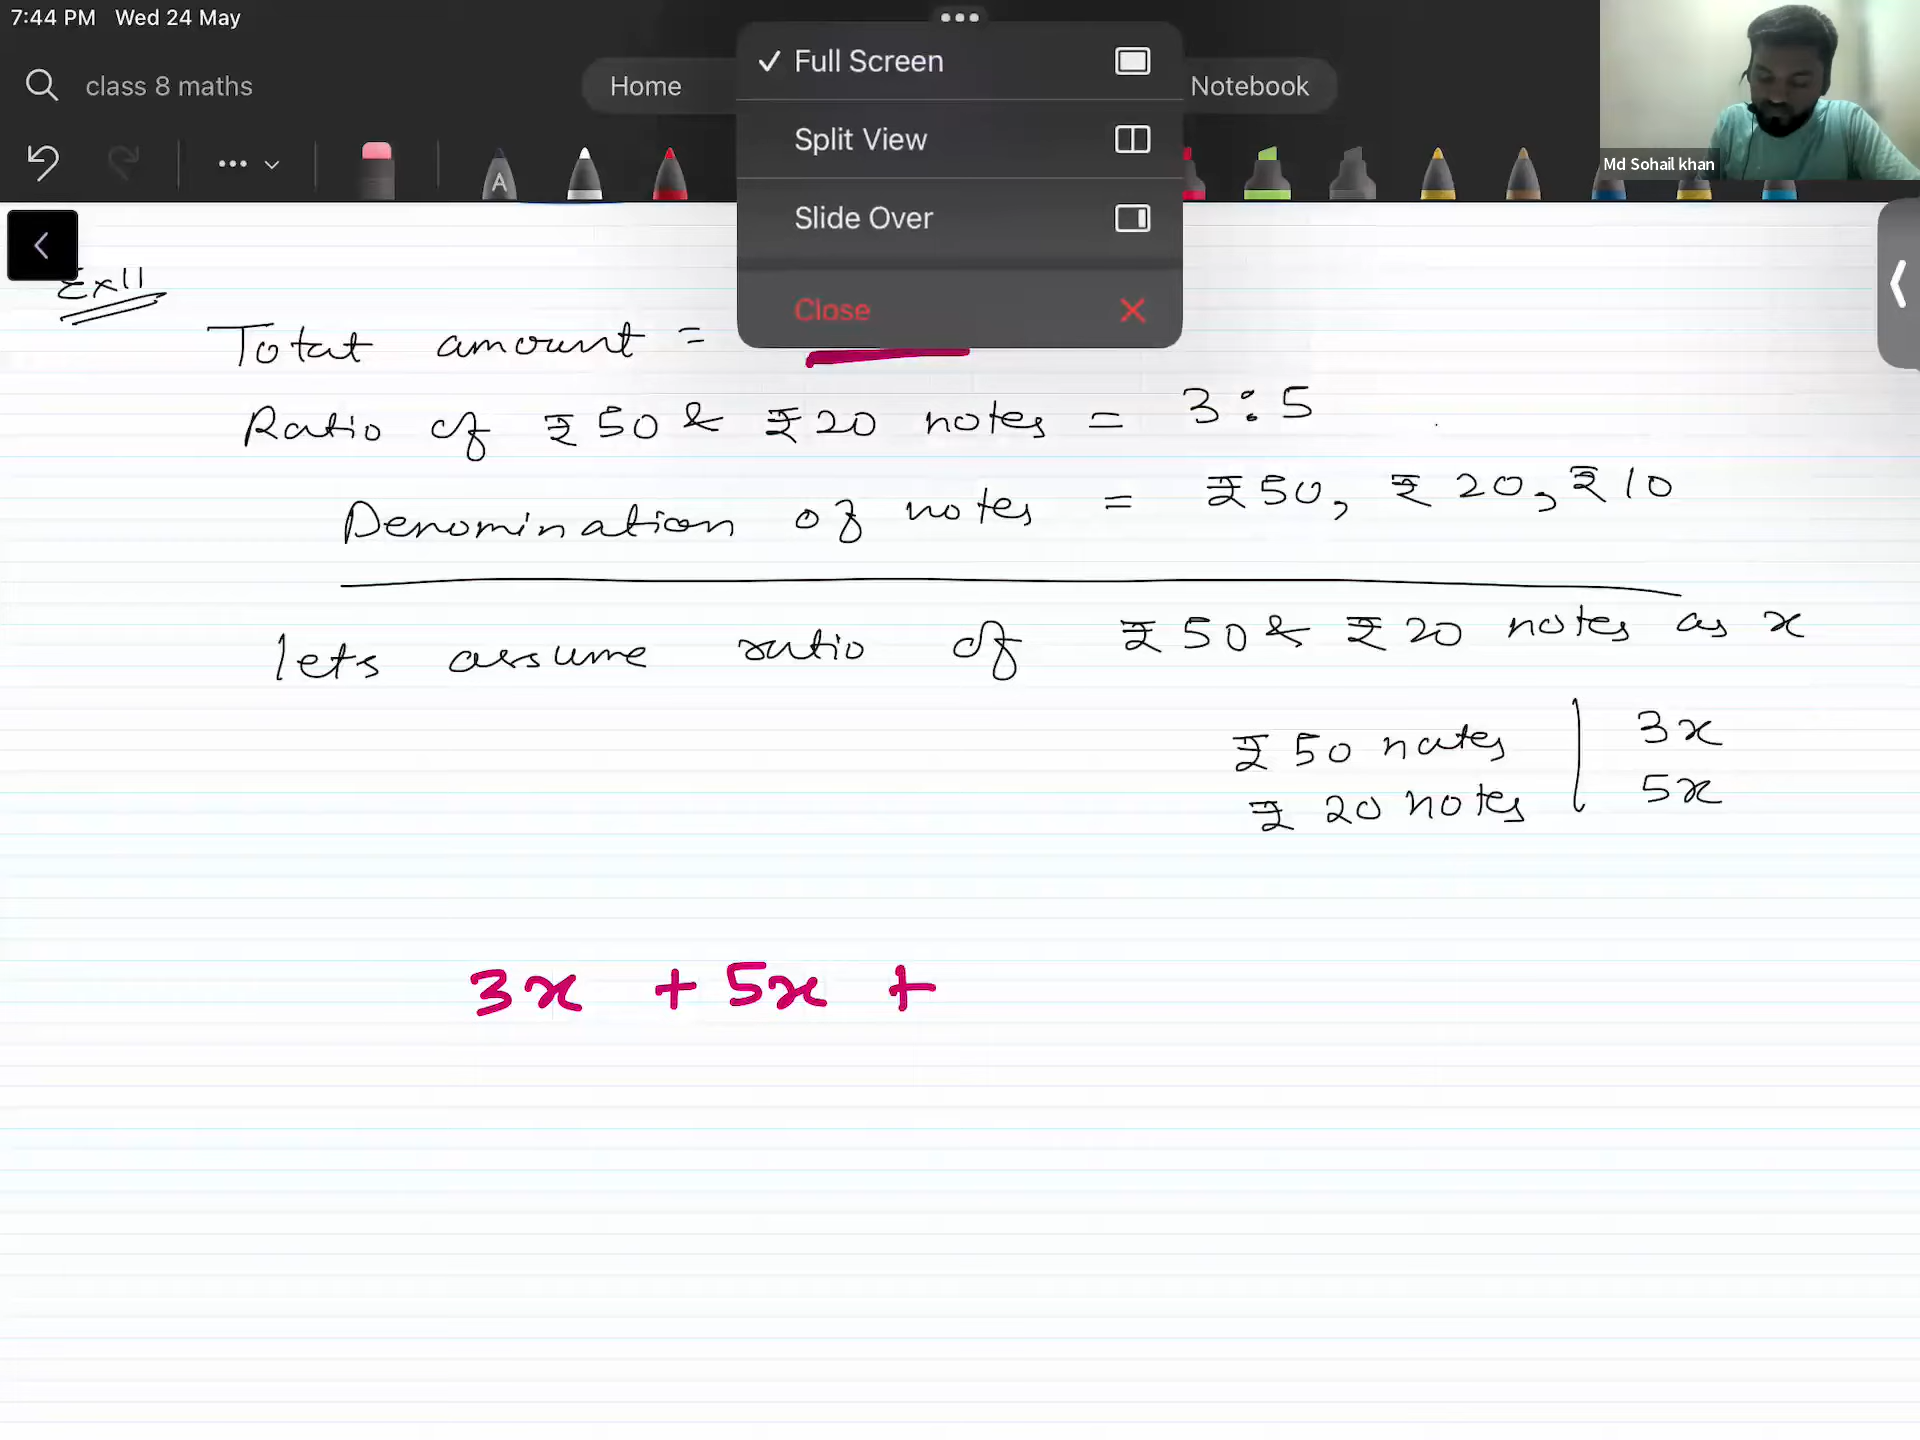 7:44 PM Wed 24 May
class 8 maths
Home
Notebook
Full Screen
Split View
Slide Over
Close
A
Md Sohail khan
Ex11
Total amount =
Ratio of ₹50 & ₹20 notes = 3:5
Denomination of notes = ₹50, ₹20, ₹10
lets assume ratio of ₹50 & ₹20 notes as x
₹50 notes | 3x
₹20 notes | 5x
3x + 5x +